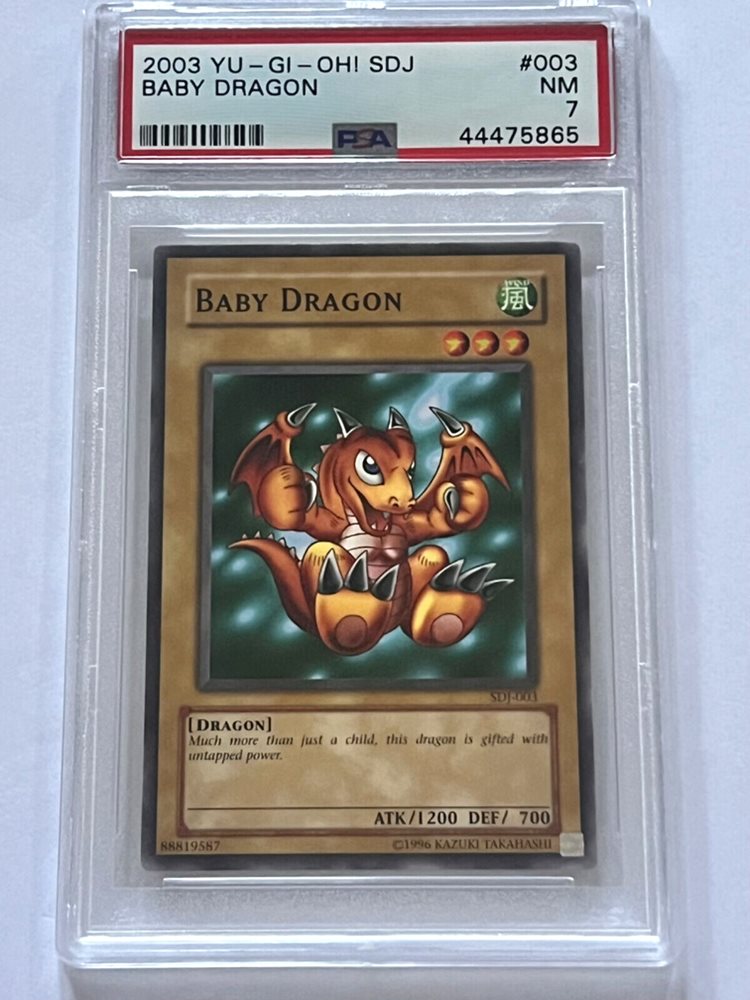 2003 YU-GI-OH! SDJ #003
BABY DRAGON NM
7
PSA 44475865
BABY DRAGON
WIND
風
SDJ-003
[DRAGON]
Much more than just a child, this dragon is gifted with
untapped power.
ATK/1200 DEF/ 700
88819587 ©1996 KAZUKI TAKAHASHI